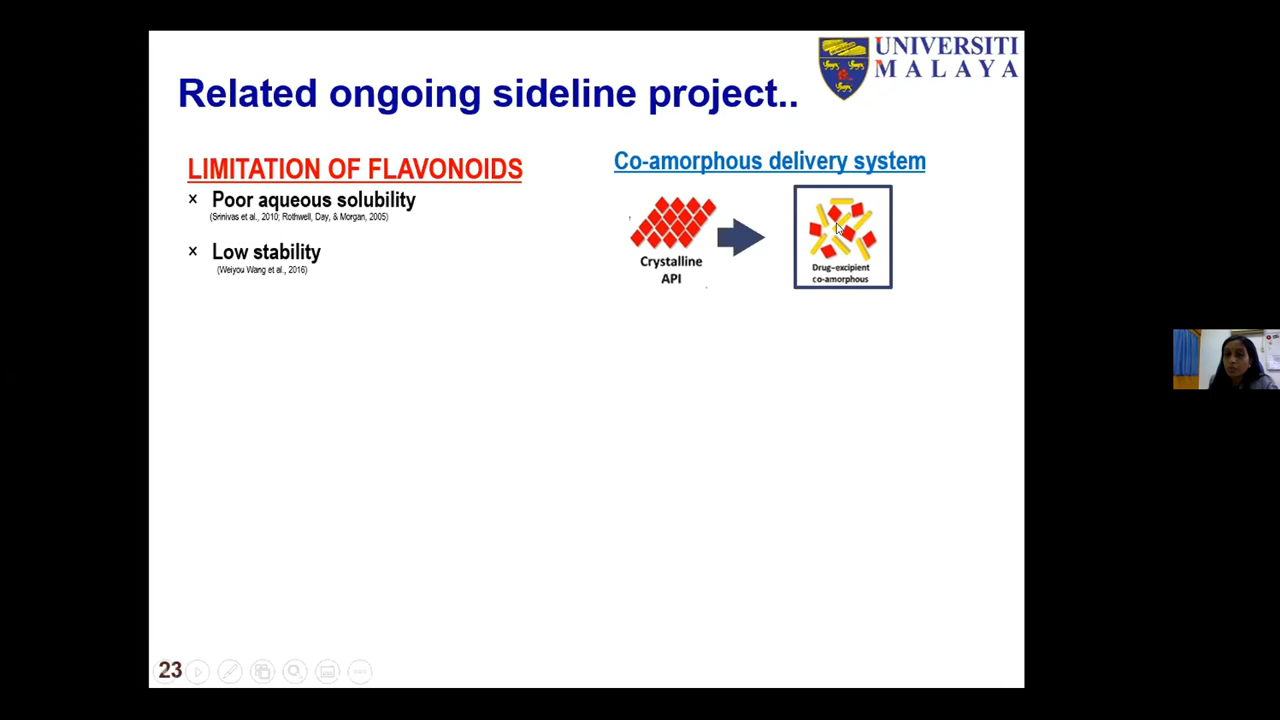 UNIVERSITI
MALAYA
Related ongoing sideline project..
LIMITATION OF FLAVONOIDS
× Poor aqueous solubility
(Srinivas et al., 2010; Rothwell, Day, & Morgan, 2005)
× Low stability
(Weiyou Wang et al., 2016)
Co-amorphous delivery system
Crystalline
API
Drug-excipient
co-amorphous
23